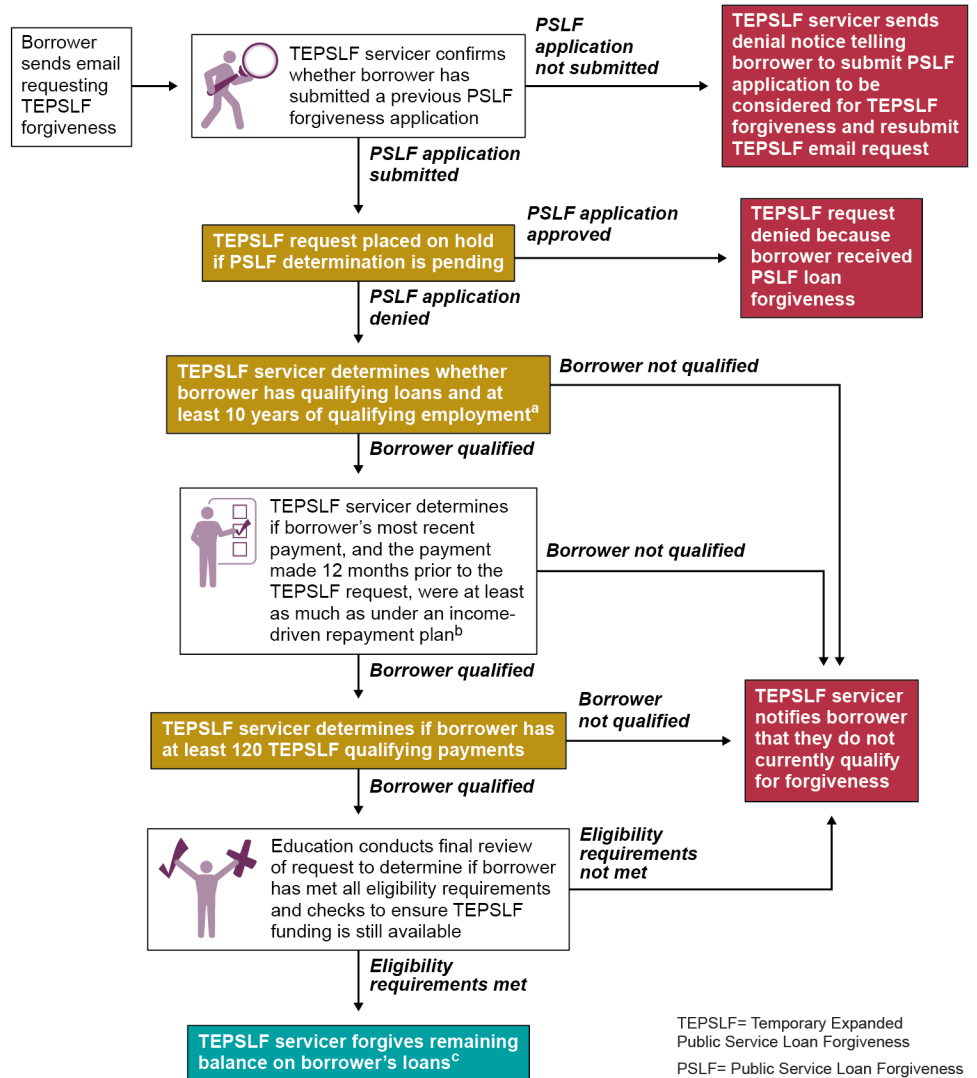 Borrower
sends email
requesting
TEPSLF
forgiveness
TEPSLF servicer confirms
whether borrower has
submitted a previous PSLF
forgiveness application
PSLF
application
not submitted
TEPSLF servicer sends
denial notice telling
borrower to submit PSLF
application to be
considered for TEPSLF
forgiveness and resubmit
TEPSLF email request
PSLF application
submitted
TEPSLF request placed on hold
if PSLF determination is pending
PSLF application
approved
TEPSLF request
denied because
borrower received
PSLF loan
forgiveness
PSLF application
denied
TEPSLF servicer determines whether
borrower has qualifying loans and at
least 10 years of qualifying employmentᵃ
Borrower not qualified
Borrower qualified
TEPSLF servicer determines
if borrower’s most recent
payment, and the payment
made 12 months prior to the
TEPSLF request, were at least
as much as under an income-
driven repayment planᵇ
Borrower not qualified
Borrower qualified
TEPSLF servicer determines if borrower has
at least 120 TEPSLF qualifying payments
Borrower
not qualified
TEPSLF servicer
notifies borrower
that they do not
currently qualify
for forgiveness
Borrower qualified
Education conducts final review
of request to determine if borrower
has met all eligibility requirements
and checks to ensure TEPSLF
funding is still available
Eligibility
requirements
not met
Eligibility
requirements met
TEPSLF servicer forgives remaining
balance on borrower’s loansᶜ
TEPSLF= Temporary Expanded
Public Service Loan Forgiveness
PSLF= Public Service Loan Forgiveness